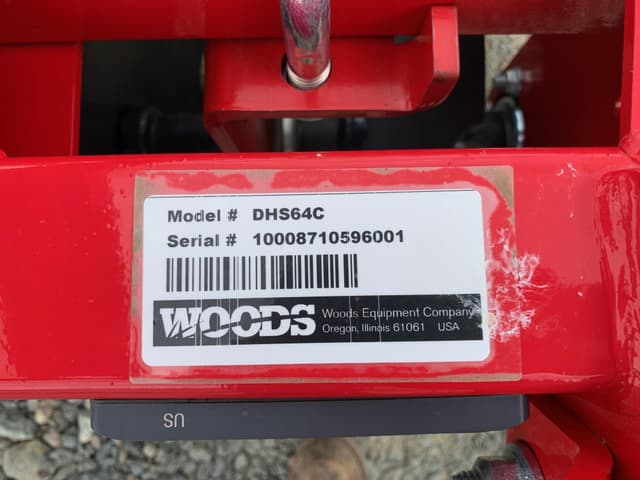 Model # DHS64C
Serial # 10008710596001
WOODS
Woods Equipment Company
Oregon, Illinois 61061 USA
US